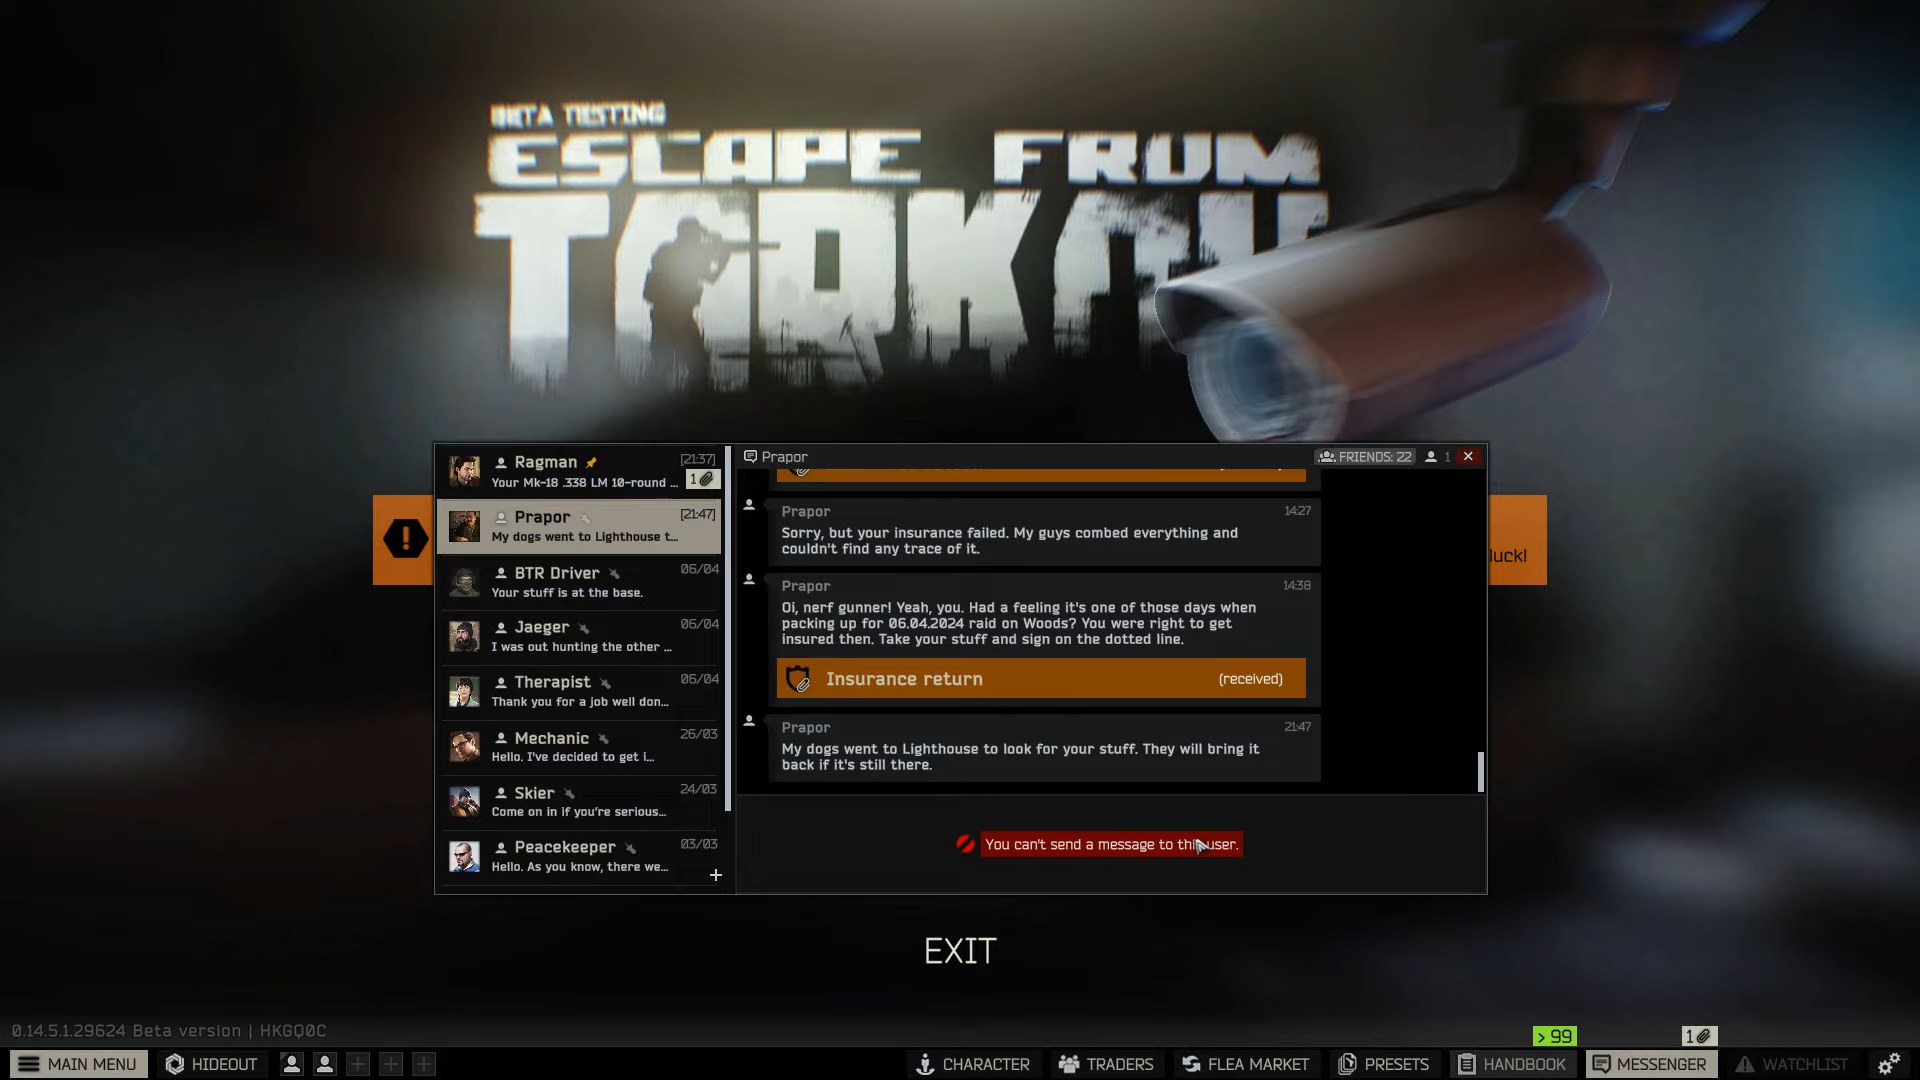 BETA TESTING
ESCAPE FROM
TARKOV
Ragman
[21:37]
Your Mk-18 .338 LM 10-round ...
1
Prapor
[21:47]
My dogs went to Lighthouse t...
BTR Driver
06/04
Your stuff is at the base.
Jaeger
06/04
I was out hunting the other ...
Therapist
06/04
Thank you for a job well don...
Mechanic
26/03
Hello. I've decided to get i...
Skier
24/03
Come on in if you're serious...
Peacekeeper
03/03
Hello. As you know, there we...
Prapor
FRIENDS: 22
1
Prapor
14:27
Sorry, but your insurance failed. My guys combed everything and
couldn't find any trace of it.
Prapor
14:38
Oi, nerf gunner! Yeah, you. Had a feeling it's one of those days when
packing up for 06.04.2024 raid on Woods? You were right to get
insured then. Take your stuff and sign on the dotted line.
Insurance return
(received)
Prapor
21:47
My dogs went to Lighthouse to look for your stuff. They will bring it
back if it's still there.
You can't send a message to this user.
luck!
EXIT
0.14.5.1.29624 Beta version | HKGQ0C
> 99
1
MAIN MENU
HIDEOUT
CHARACTER
TRADERS
FLEA MARKET
PRESETS
HANDBOOK
MESSENGER
WATCHLIST